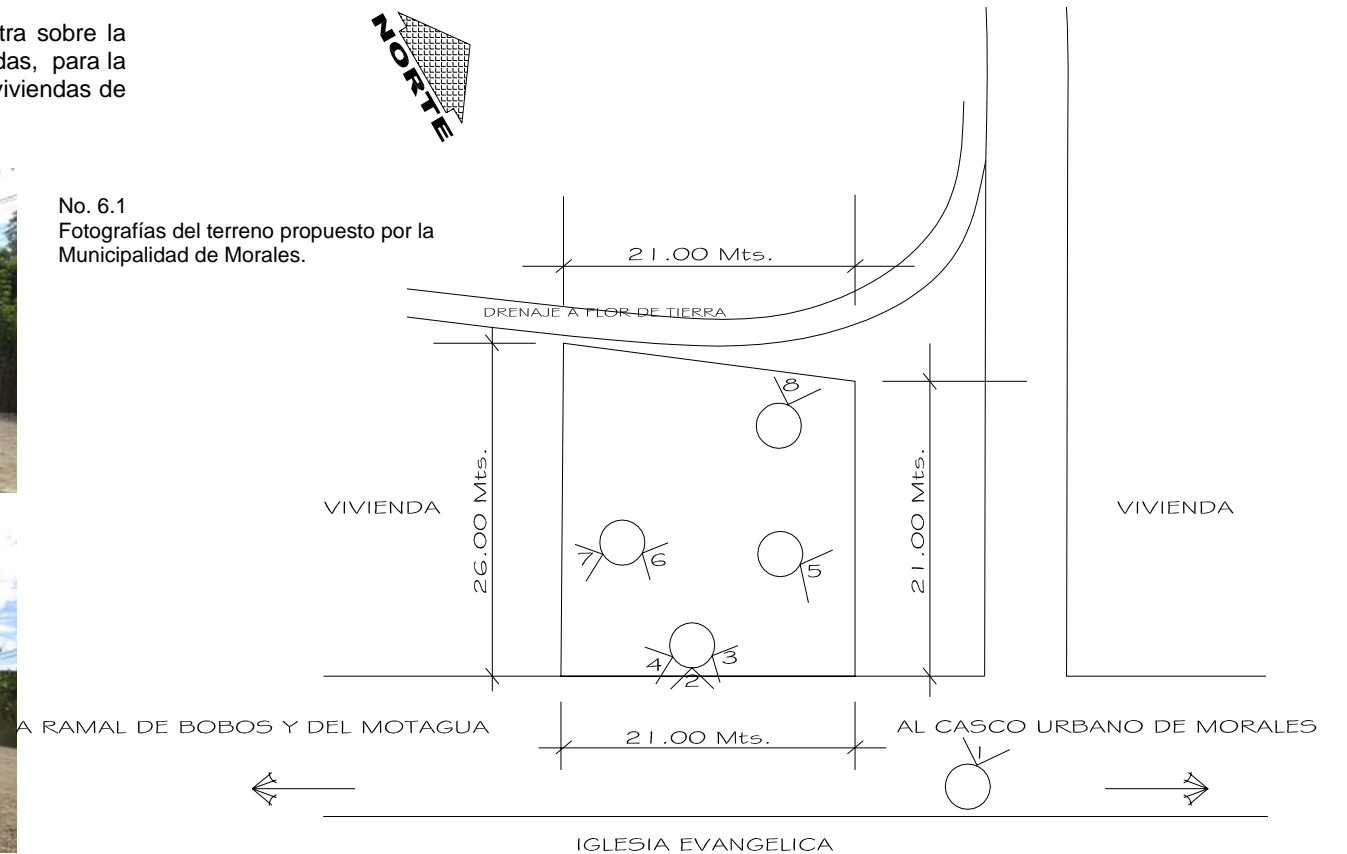 tra sobre la
das, para la
viviendas de
NORTE
No. 6.1
Fotografías del terreno propuesto por la
Municipalidad de Morales.
21.00 Mts.
DRENAJE A FLOR DE TIERRA
8
26.00 Mts.
21.00 Mts.
VIVIENDA
VIVIENDA
7
6
5
4
3
2
A RAMAL DE BOBOS Y DEL MOTAGUA
21.00 Mts.
AL CASCO URBANO DE MORALES
1
IGLESIA EVANGELICA